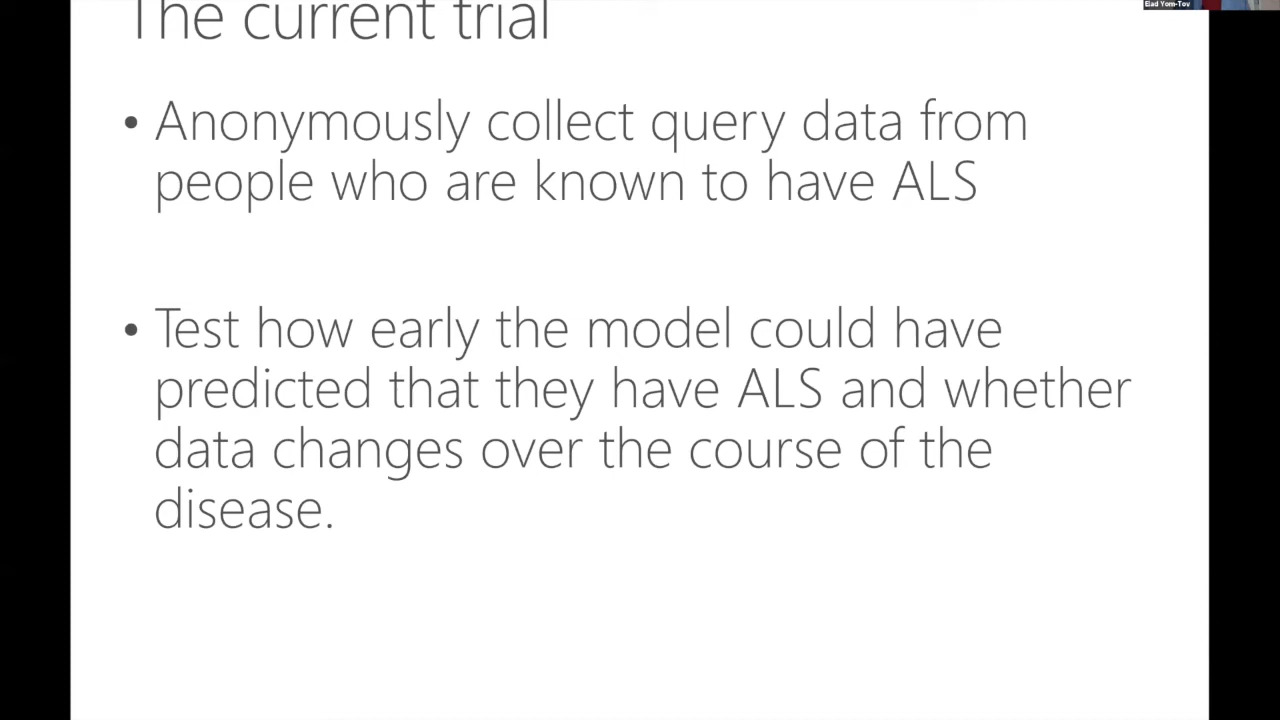 Elad Yom-Tov
The current trial
• Anonymously collect query data from
people who are known to have ALS
• Test how early the model could have
predicted that they have ALS and whether
data changes over the course of the
disease.